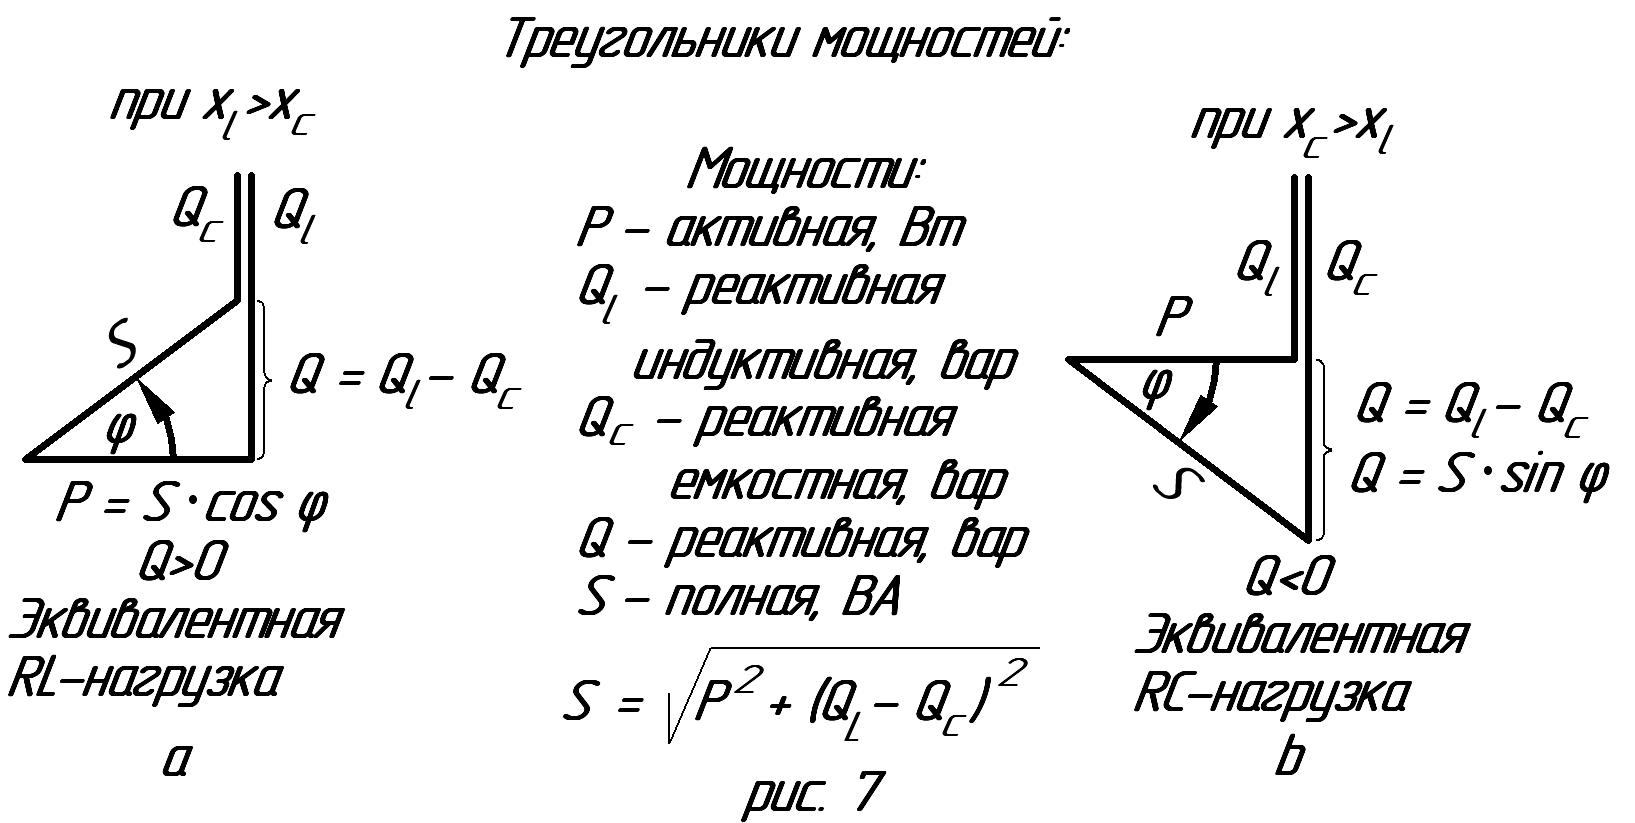 Треугольники мощностей:
при x_l>x_c
Q_c Q_l
S
Q = Q_l - Q_c
φ
P = S·cos φ
Q>0
Эквивалентная
RL-нагрузка
a
Мощности:
P - активная, Вт
Q_l - реактивная
индуктивная, вар
Q_c - реактивная
емкостная, вар
Q - реактивная, вар
S - полная, ВА
S = √(P² + (Q_L - Q_C)²)
рис. 7
при x_c>x_l
Q_l Q_c
P
φ
S
Q = Q_l - Q_c
Q = S·sin φ
Q<0
Эквивалентная
RC-нагрузка
b